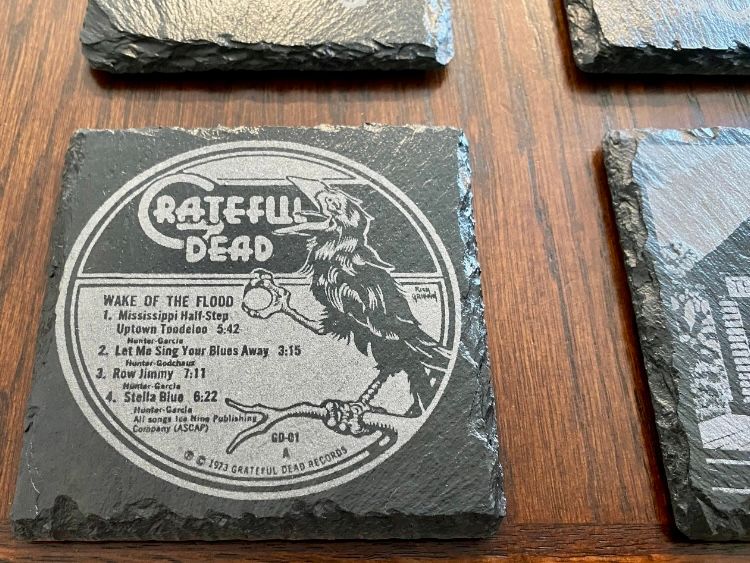 GRATEFUL
DEAD
RICK
GRIFFIN
WAKE OF THE FLOOD
1. Mississippi Half-Step
Uptown Toodeloo 5:42
Hunter-Garcia
2. Let Me Sing Your Blues Away 3:15
Hunter-Godchaux
3. Row Jimmy 7:11
Hunter-Garcia
4. Stella Blue 6:22
Hunter-Garcia
All songs Ice Nine Publishing
Company (ASCAP)
GD-01
A
℗ © 1973 GRATEFUL DEAD RECORDS